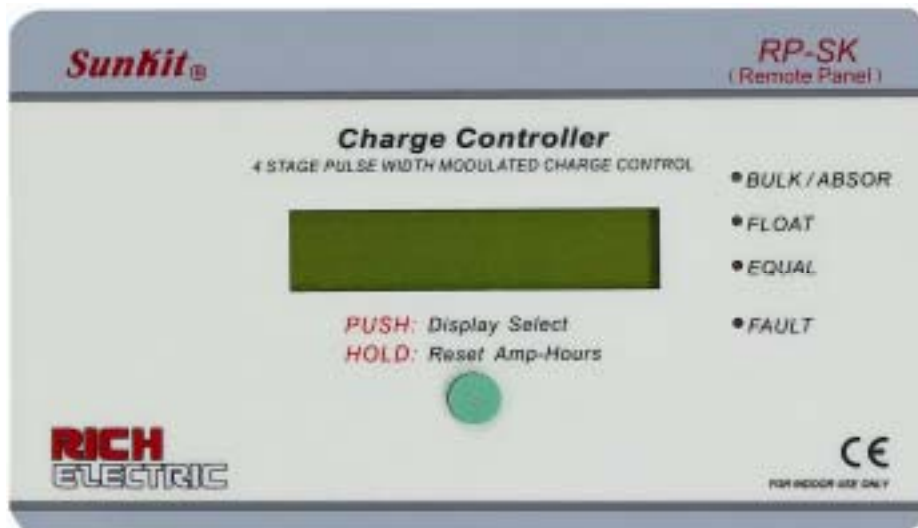 SunKit®
RP-SK
(Remote Panel)
Charge Controller
4 STAGE PULSE WIDTH MODULATED CHARGE CONTROL
BULK/ABSOR
FLOAT
EQUAL
FAULT
PUSH: Display Select
HOLD: Reset Amp-Hours
RICH
ELECTRIC
CE
FOR INDOOR USE ONLY